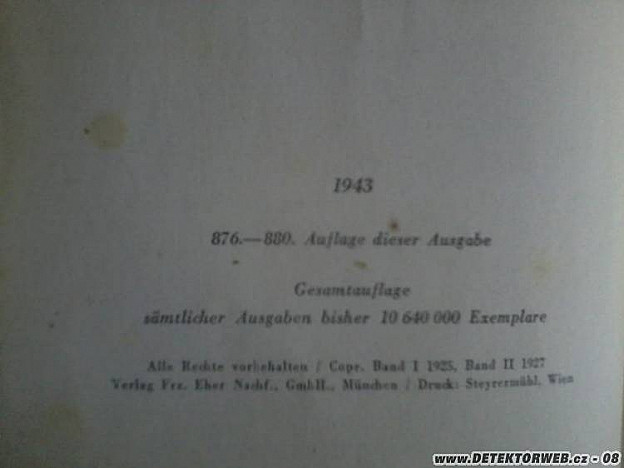 1943
876.—880. Auflage dieser Ausgabe
Gesamtauflage
sämtlicher Ausgaben bisher 10 640 000 Exemplare
Alle Rechte vorbehalten / Copr. Band I 1925, Band II 1927
Verlag Frz. Eher Nachf., GmbH., München / Druck: Steyrermühl, Wien
www.DETEKTORWEB.cz - 08